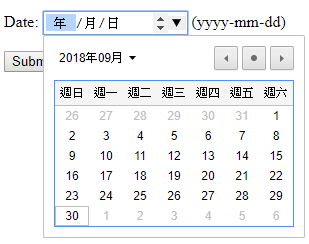 Date: 年 /月/日 (yyyy-mm-dd)
2018年09月
Subm
週日 週一 週二 週三 週四 週五 週六
26 27 28 29 30 31 1
2 3 4 5 6 7 8
9 10 11 12 13 14 15
16 17 18 19 20 21 22
23 24 25 26 27 28 29
30 1 2 3 4 5 6